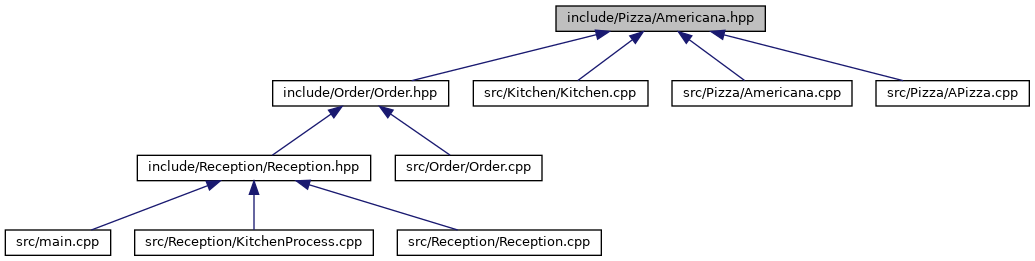 include/Pizza/Americana.hpp
include/Order/Order.hpp
src/Kitchen/Kitchen.cpp
src/Pizza/Americana.cpp
src/Pizza/APizza.cpp
include/Reception/Reception.hpp
src/Order/Order.cpp
src/main.cpp
src/Reception/KitchenProcess.cpp
src/Reception/Reception.cpp